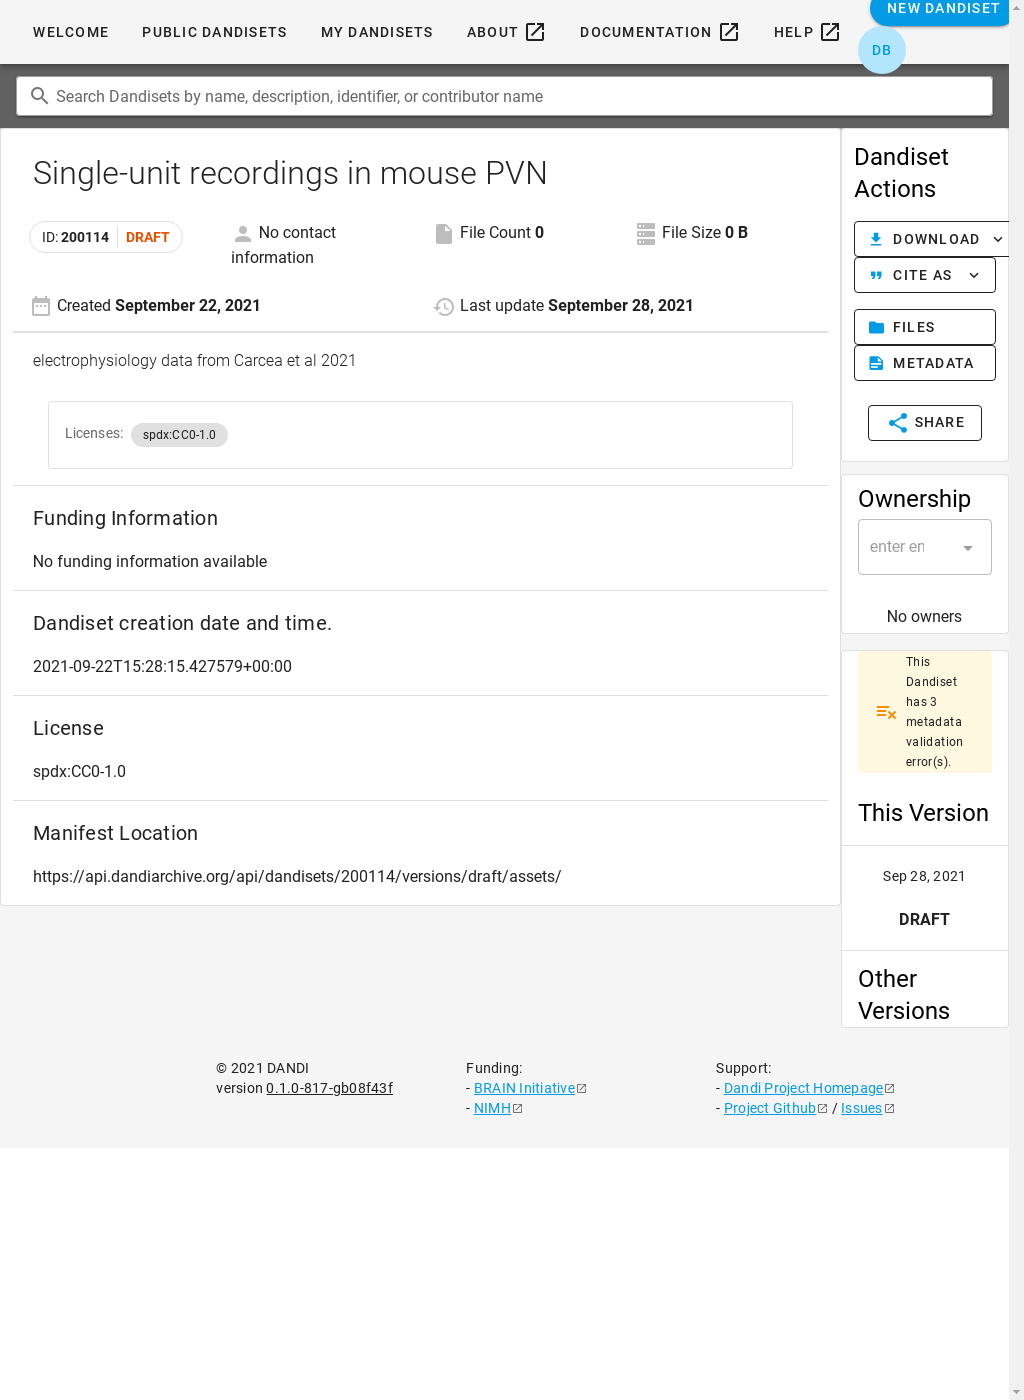 WELCOME PUBLIC DANDISETS MY DANDISETS ABOUT DOCUMENTATION HELP NEW DANDISET
DB
Search Dandisets by name, description, identifier, or contributor name
Single-unit recordings in mouse PVN
ID: 200114 DRAFT
No contact
information
File Count 0
File Size 0 B
Created September 22, 2021
Last update September 28, 2021
electrophysiology data from Carcea et al 2021
Licenses: spdx:CC0-1.0
Funding Information
No funding information available
Dandiset creation date and time.
2021-09-22T15:28:15.427579+00:00
License
spdx:CC0-1.0
Manifest Location
https://api.dandiarchive.org/api/dandisets/200114/versions/draft/assets/
Dandiset
Actions
DOWNLOAD
CITE AS
FILES
METADATA
SHARE
Ownership
enter en
No owners
This
Dandiset
has 3
metadata
validation
error(s).
This Version
Sep 28, 2021
DRAFT
Other
Versions
© 2021 DANDI
version 0.1.0-817-gb08f43f
Funding:
- BRAIN Initiative
- NIMH
Support:
- Dandi Project Homepage
- Project Github / Issues